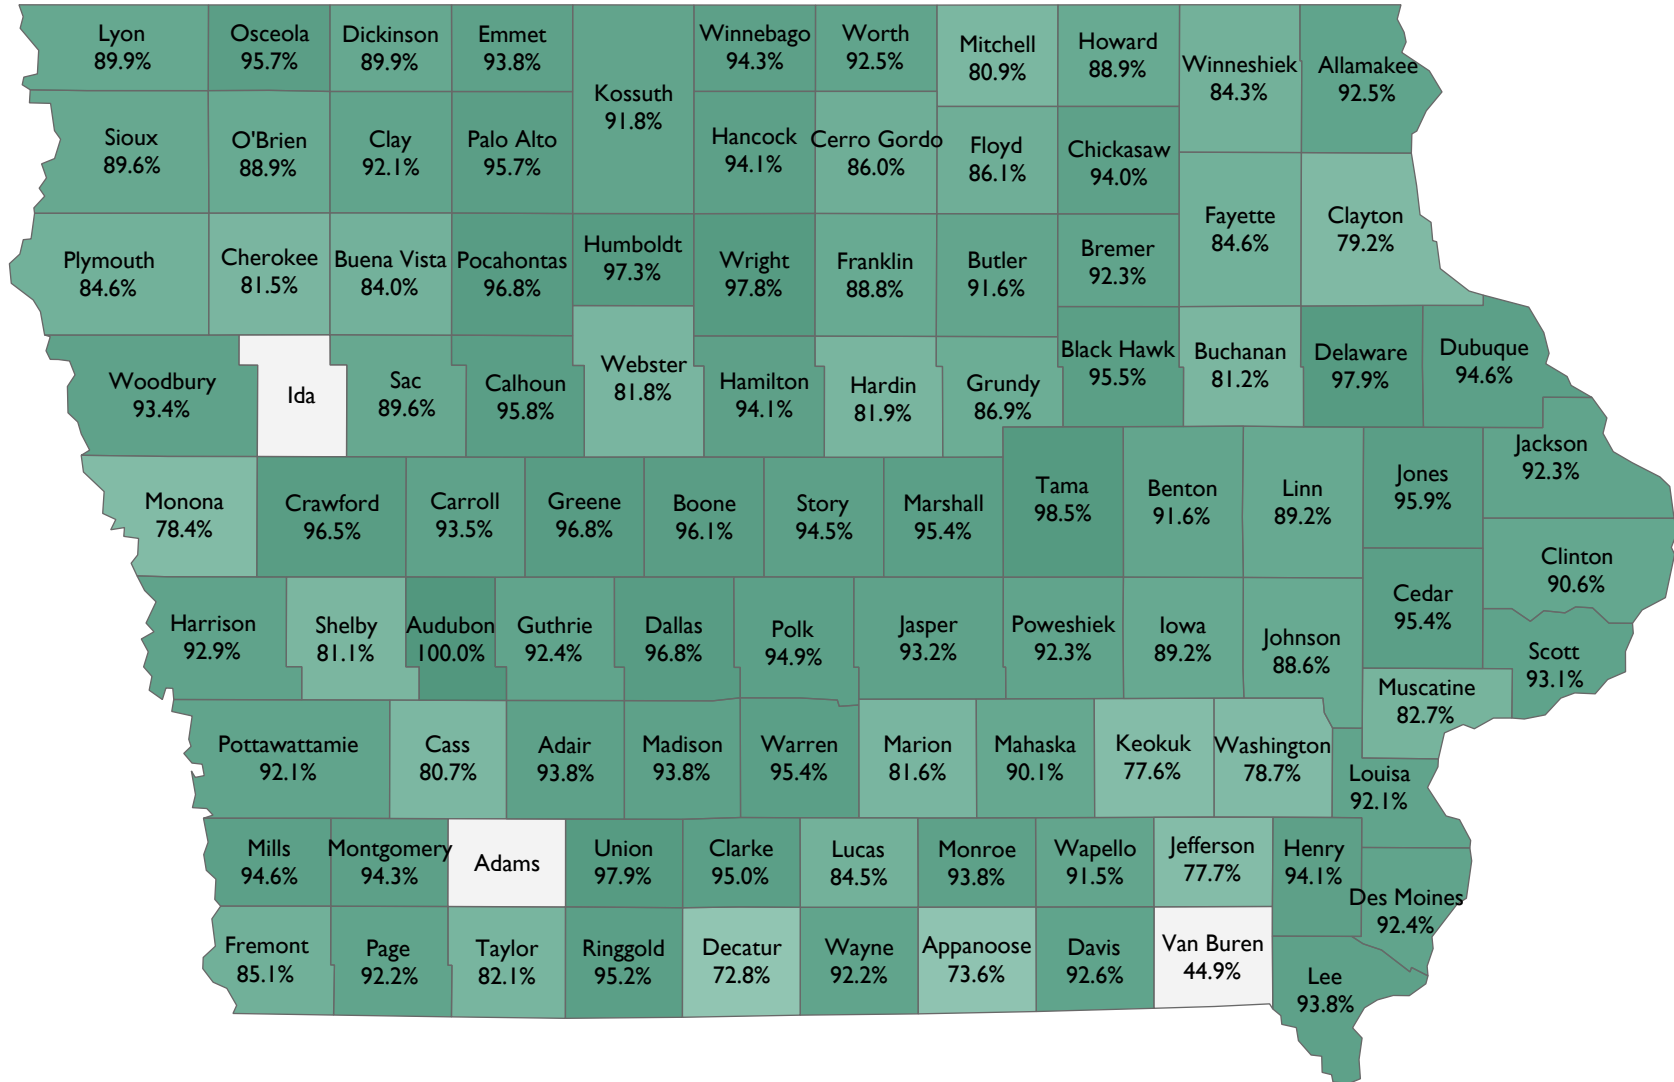 Lyon
89.9%
Osceola
95.7%
Dickinson
89.9%
Emmet
93.8%
Kossuth
91.8%
Winnebago
94.3%
Worth
92.5%
Mitchell
80.9%
Howard
88.9%
Winneshiek
84.3%
Allamakee
92.5%
Sioux
89.6%
O'Brien
88.9%
Clay
92.1%
Palo Alto
95.7%
Hancock
94.1%
Cerro Gordo
86.0%
Floyd
86.1%
Chickasaw
94.0%
Fayette
84.6%
Clayton
79.2%
Plymouth
84.6%
Cherokee
81.5%
Buena Vista
84.0%
Pocahontas
96.8%
Humboldt
97.3%
Wright
97.8%
Franklin
88.8%
Butler
91.6%
Bremer
92.3%
Woodbury
93.4%
Ida
Sac
89.6%
Calhoun
95.8%
Webster
81.8%
Hamilton
94.1%
Hardin
81.9%
Grundy
86.9%
Black Hawk
95.5%
Buchanan
81.2%
Delaware
97.9%
Dubuque
94.6%
Jackson
92.3%
Monona
78.4%
Crawford
96.5%
Carroll
93.5%
Greene
96.8%
Boone
96.1%
Story
94.5%
Marshall
95.4%
Tama
98.5%
Benton
91.6%
Linn
89.2%
Jones
95.9%
Clinton
90.6%
Harrison
92.9%
Shelby
81.1%
Audubon
100.0%
Guthrie
92.4%
Dallas
96.8%
Polk
94.9%
Jasper
93.2%
Poweshiek
92.3%
Iowa
89.2%
Johnson
88.6%
Cedar
95.4%
Scott
93.1%
Muscatine
82.7%
Pottawattamie
92.1%
Cass
80.7%
Adair
93.8%
Madison
93.8%
Warren
95.4%
Marion
81.6%
Mahaska
90.1%
Keokuk
77.6%
Washington
78.7%
Louisa
92.1%
Mills
94.6%
Montgomery
94.3%
Adams
Union
97.9%
Clarke
95.0%
Lucas
84.5%
Monroe
93.8%
Wapello
91.5%
Jefferson
77.7%
Henry
94.1%
Des Moines
92.4%
Fremont
85.1%
Page
92.2%
Taylor
82.1%
Ringgold
95.2%
Decatur
72.8%
Wayne
92.2%
Appanoose
73.6%
Davis
92.6%
Van Buren
44.9%
Lee
93.8%